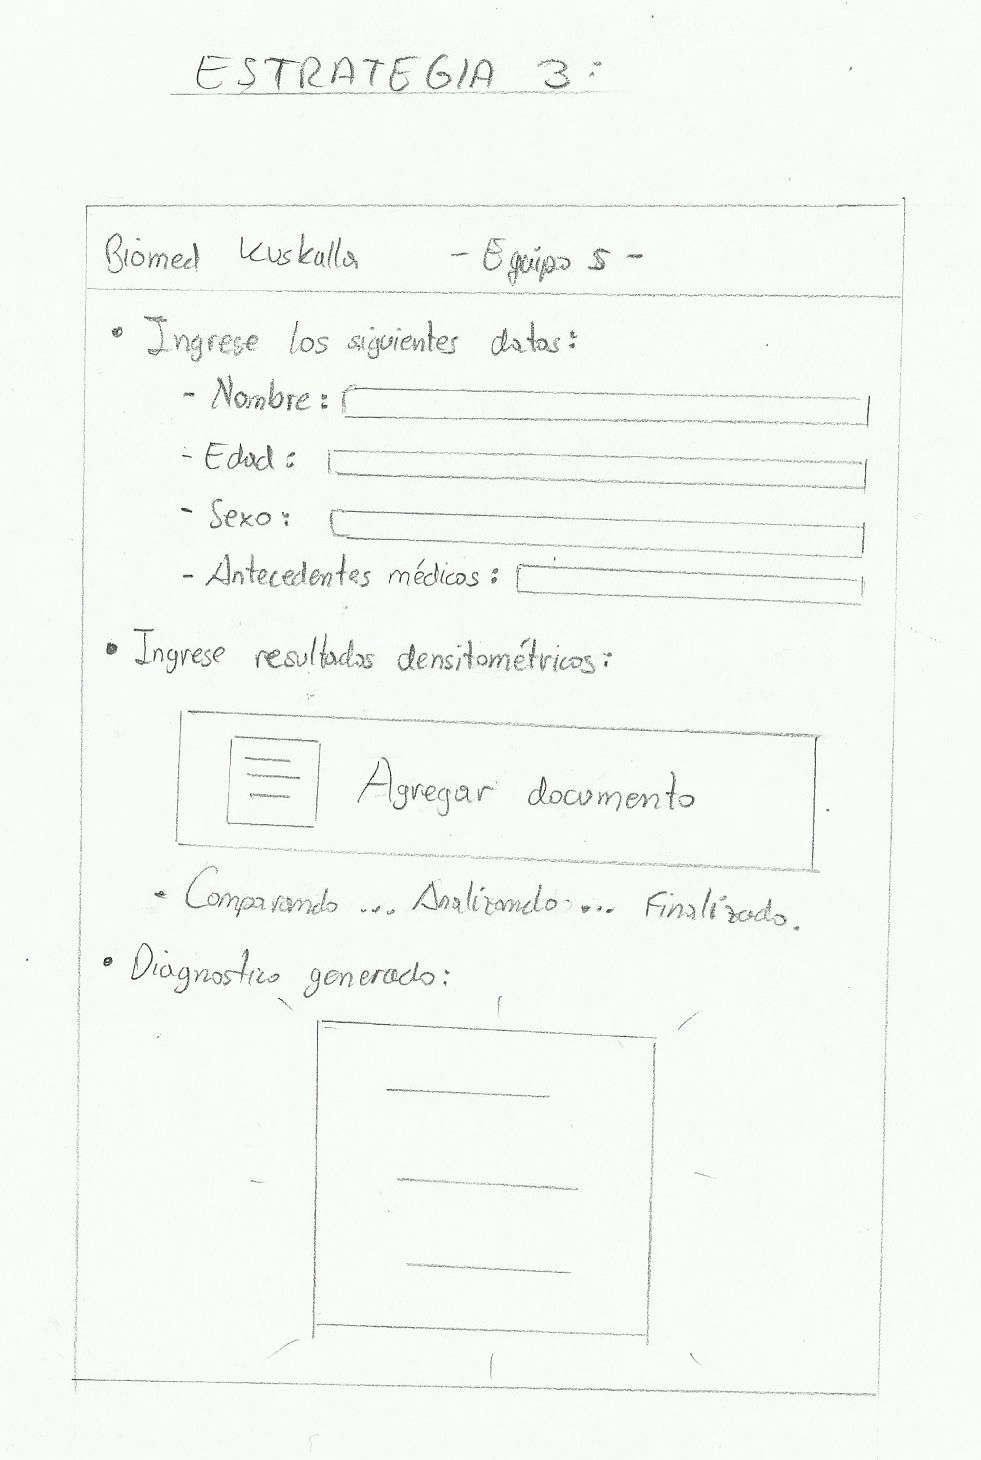 ESTRATEGIA 3:
Biomed Kuskalla - Equipo 5 -
• Ingrese los siguientes datos:
- Nombre:
- Edad:
- Sexo:
- Antecedentes médicos:
• Ingrese resultados densitométricos:
Agregar documento
- Comparando ... Analizando ... Finalizado.
• Diagnostico generado: